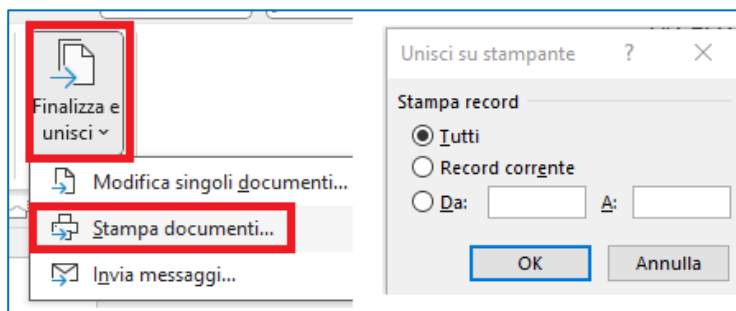 Finalizza e
unisci
Modifica singoli documenti...
Stampa documenti...
Invia messaggi...
Unisci su stampante ?
Stampa record
Tutti
Record corrente
Da: A:
OK Annulla